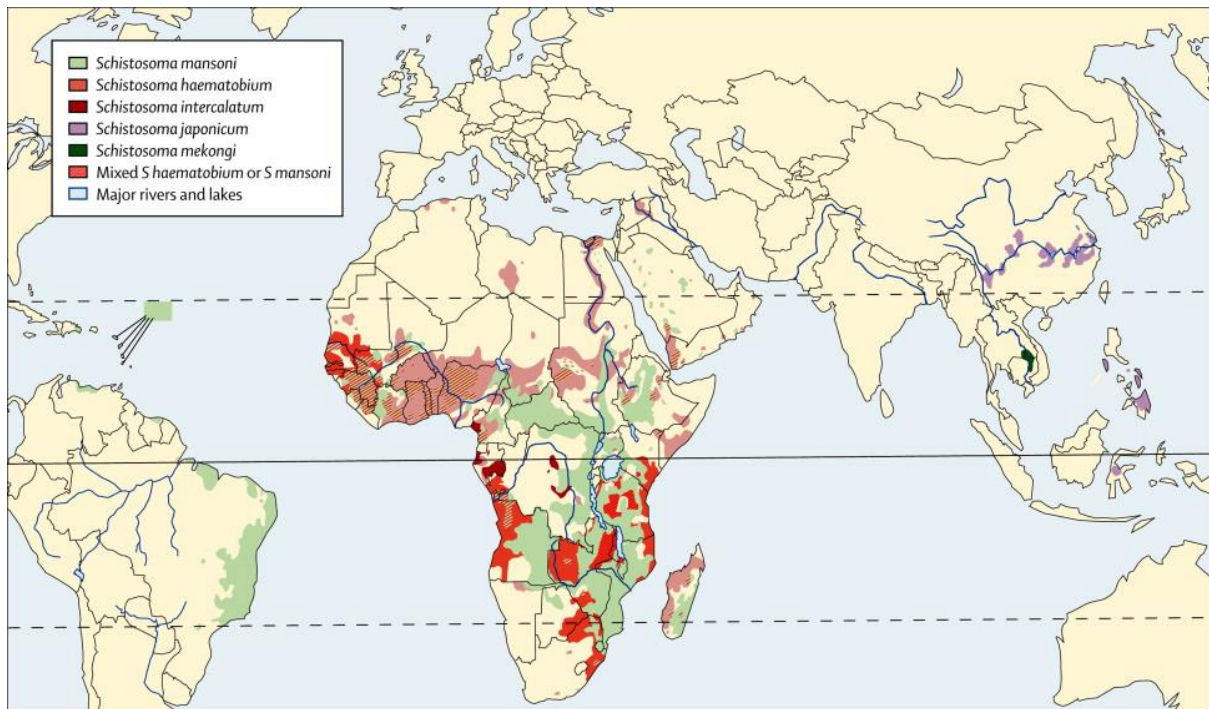 Schistosoma mansoni
Schistosoma haematobium
Schistosoma intercalatum
Schistosoma japonicum
Schistosoma mekongi
Mixed S haematobium or S mansoni
Major rivers and lakes